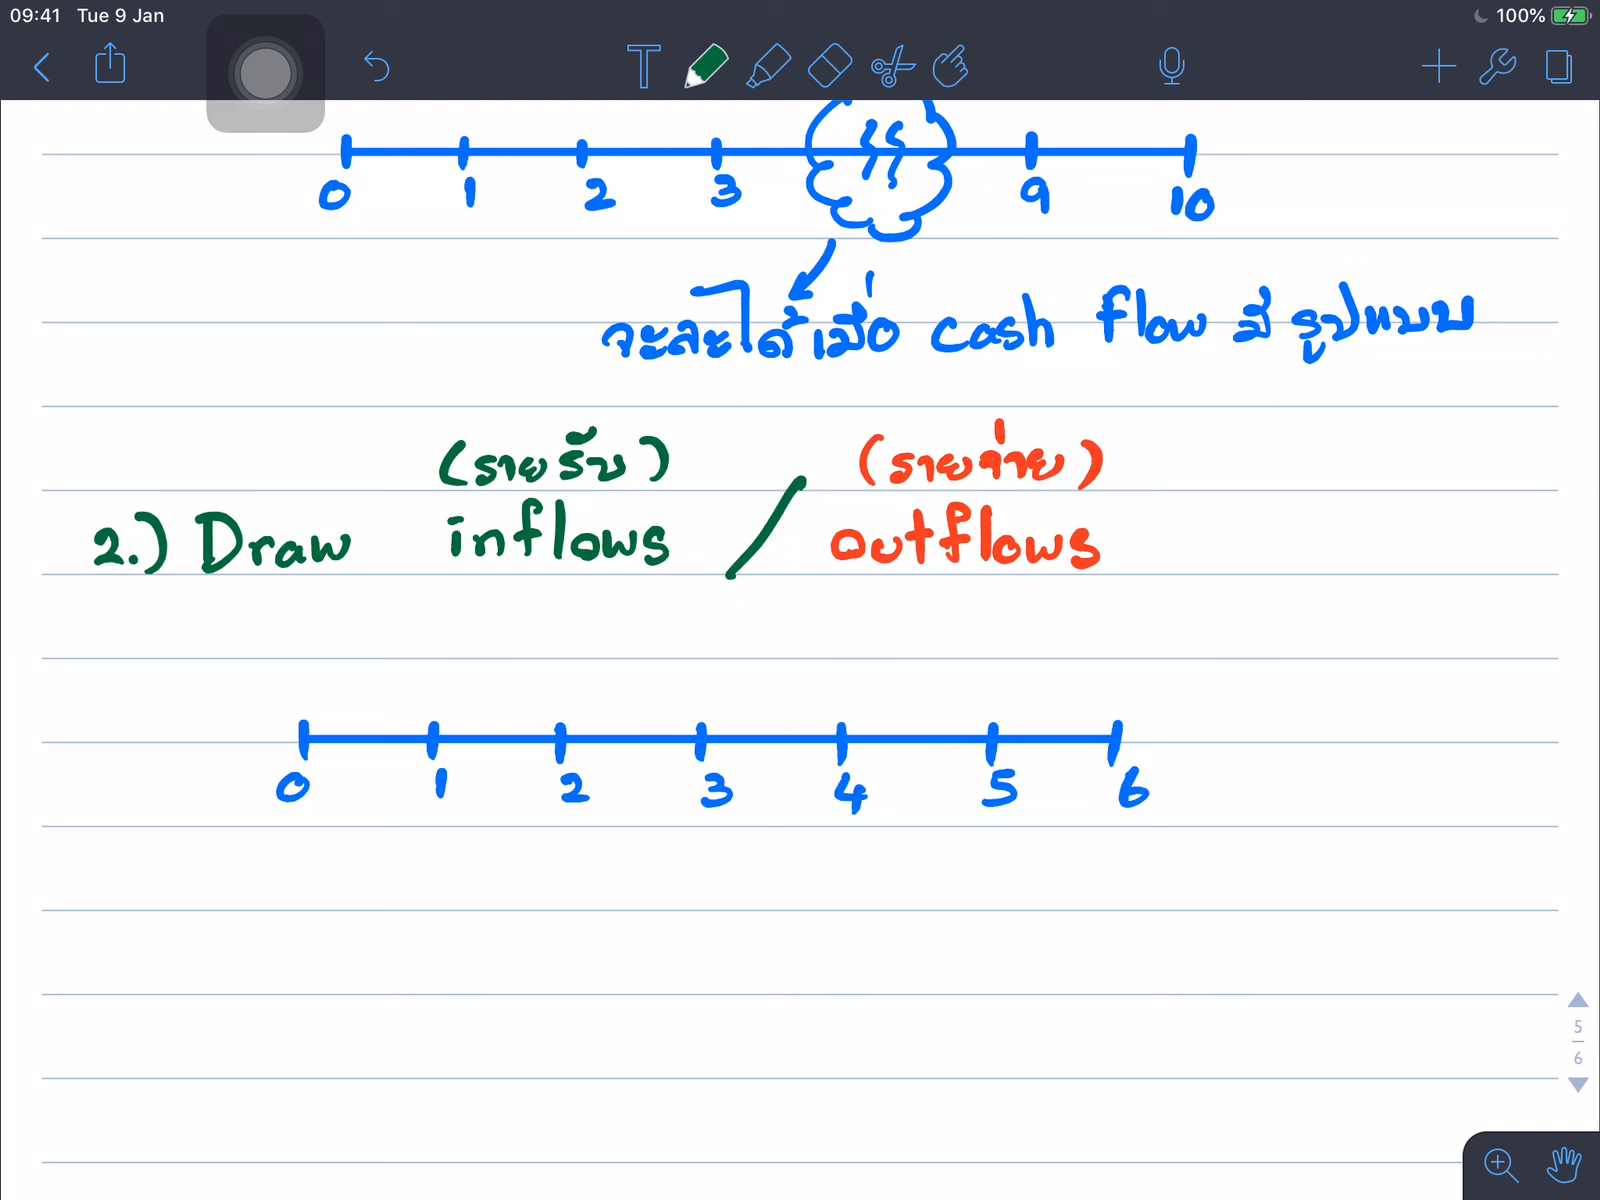 09:41 Tue 9 Jan 100%
0 1 2 3 9 10
จะละได้เมื่อ cash flow มี รูปแบบ
(รายรับ) (รายจ่าย)
2.) Draw inflows / outflows
0 1 2 3 4 5 6
5
6